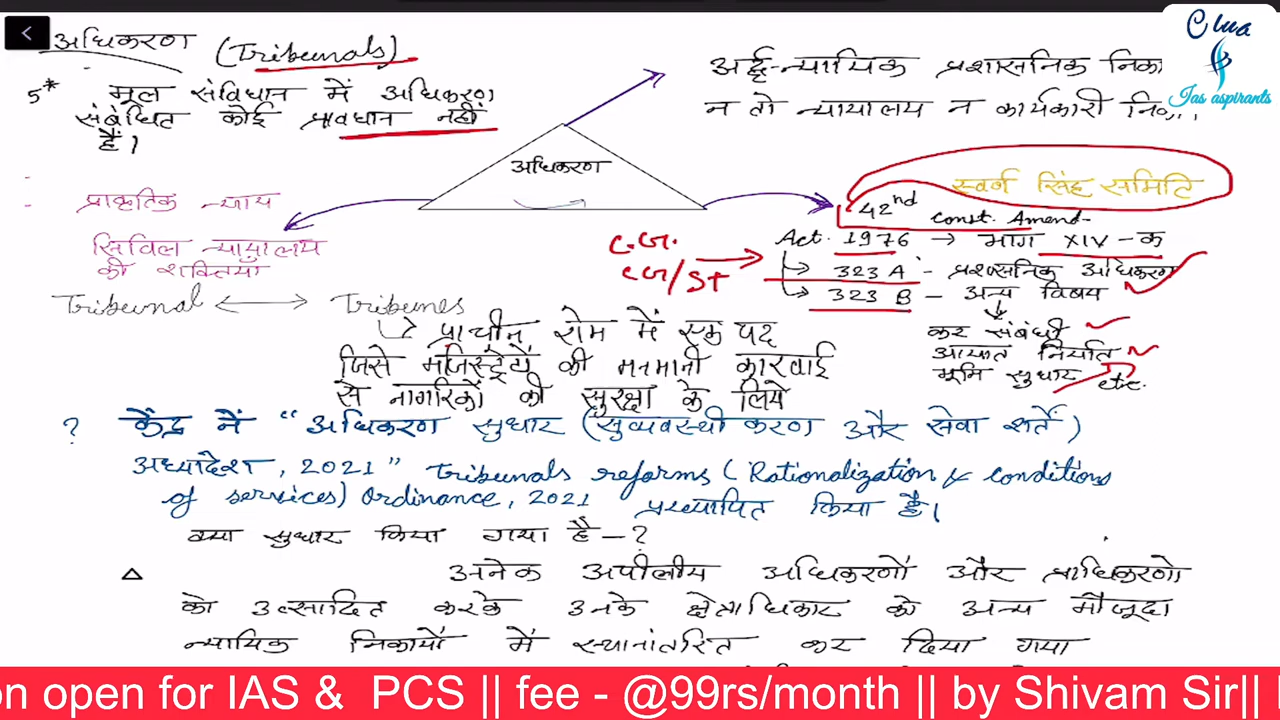 अधिकरण (Tribunals)
5* मूल संविधान में अधिकरण
संबंधित कोई प्रावधान नहीं
है।
अर्द्ध-न्यायिक प्रशासनिक निका
न तो न्यायालय न कार्यकारी निका
Clua
Ias aspirants
अधिकरण
प्राकृतिक न्याय
सिविल न्यायालय
की शक्तियाँ
स्वर्ण सिंह समिति
42nd Const. Amend-
Act. 1976 → भाग XIV-क
C.G.
CG/ST
323 A - प्रशासनिक अधिकरण
323 B - अन्य विषय
कर संबंधी
आयात निर्यात
भूमि सुधार etc.
Tribunal ⟷ Tribunes
प्राचीन रोम में एक पद
जिसे मजिस्ट्रेटों की मनमानी कारवाई
से नागरिकों की सुरक्षा के लिये
? केंद्र नें "अधिकरण सुधार (सुव्यवस्थीकरण और सेवा शर्तें)
अध्यादेश, 2021" Tribunals reforms (Rationalization & conditions
of services) Ordinance, 2021 प्रख्यापित किया है।
क्या सुधार किया गया है-?
△ अनेक अपीलीय अधिकरणों और प्राधिकरणो
को उत्सादित करके उनके क्षेत्राधिकार को अन्य मौजूदा
न्यायिक निकायों में स्थानांतरित कर दिया गया
on open for IAS & PCS || fee - @99rs/month || by Shivam Sir||